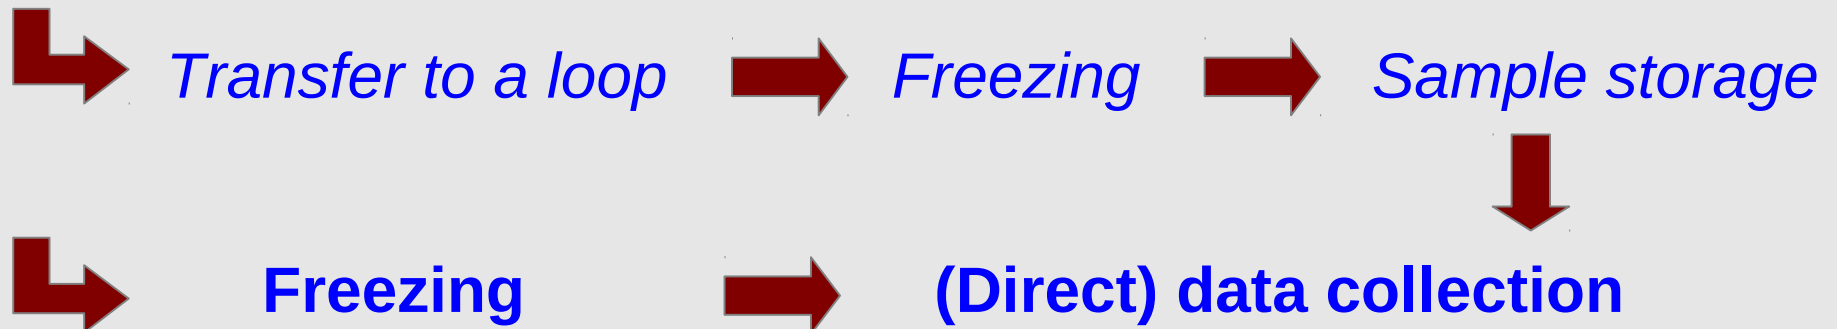 Transfer to a loop Freezing Sample storage
Freezing (Direct) data collection